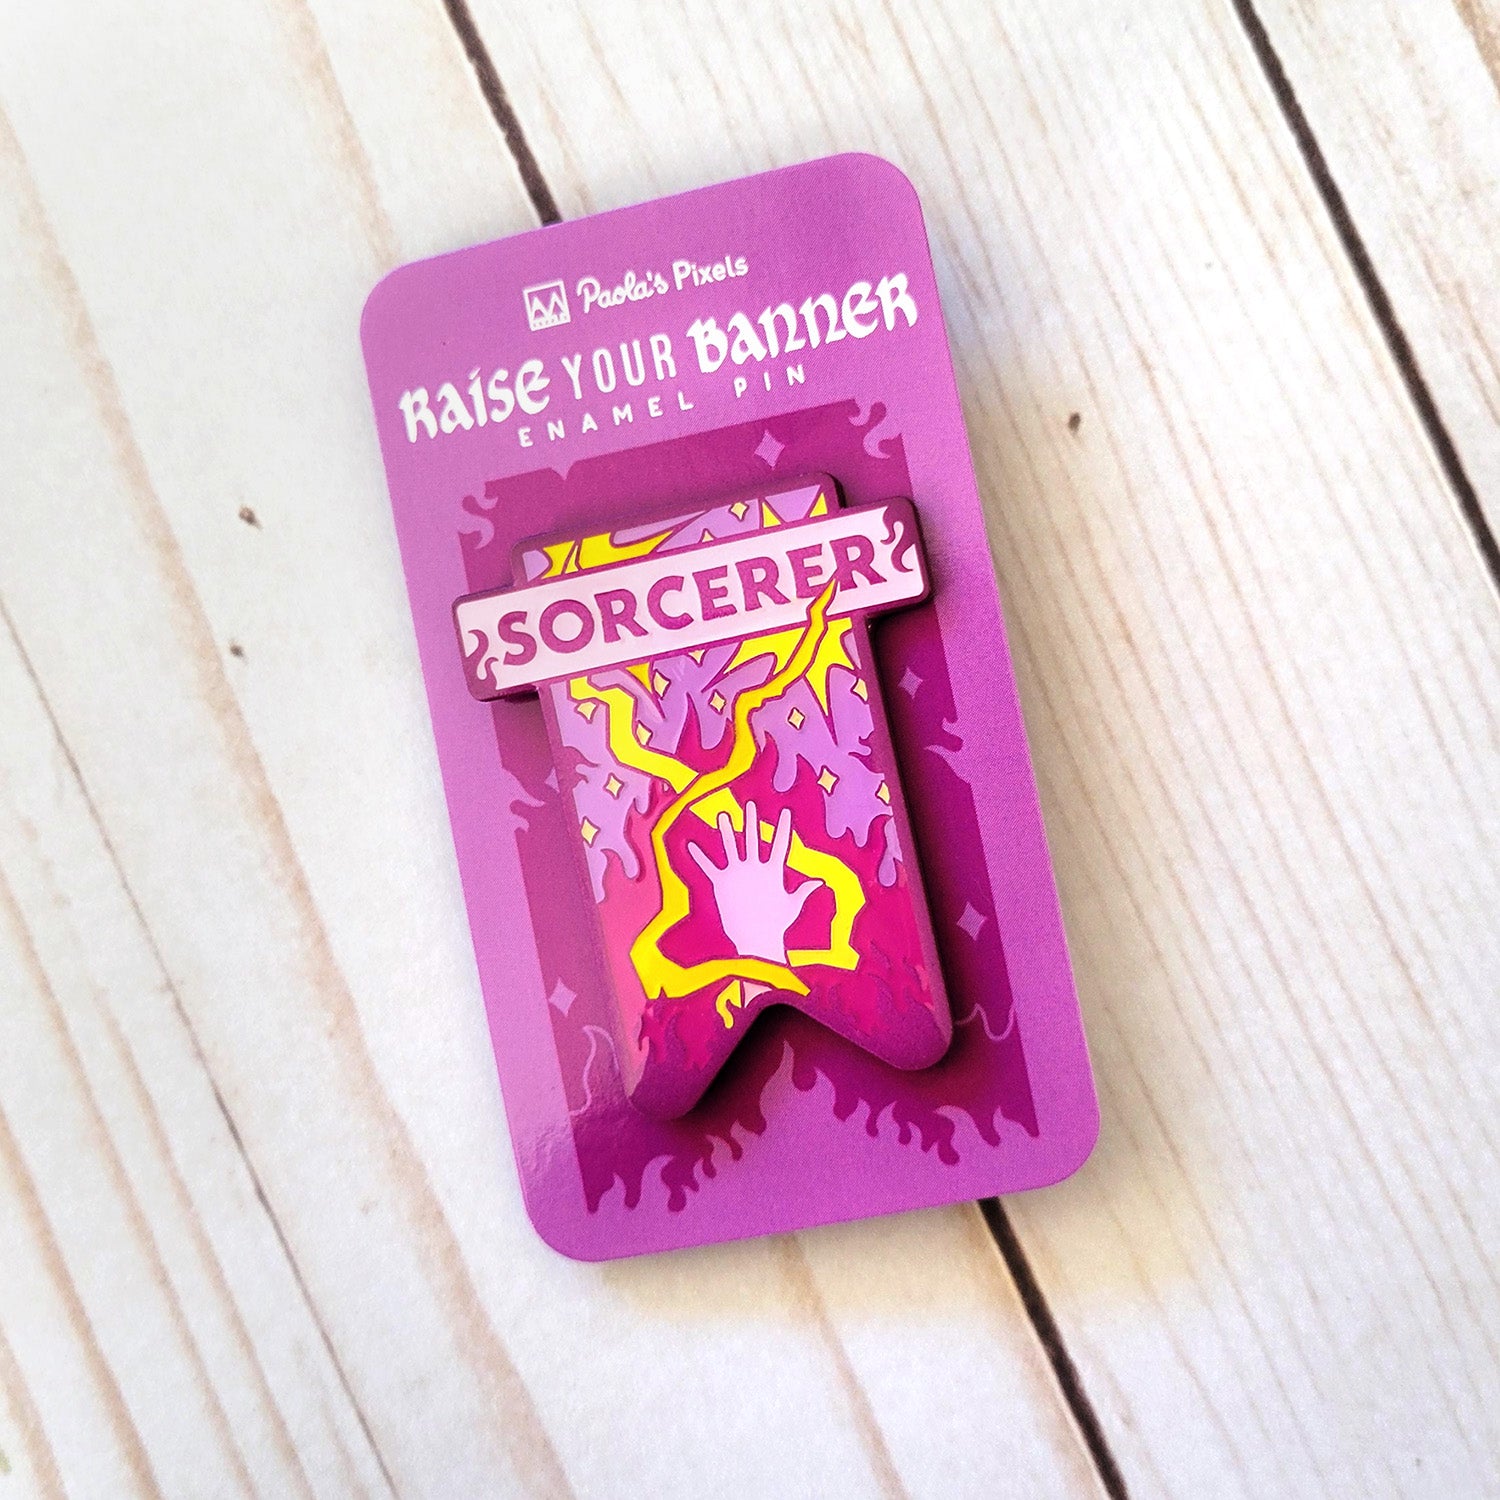 Paola's Pixels
RAISE YOUR BANNER
ENAMEL PIN
SORCERER